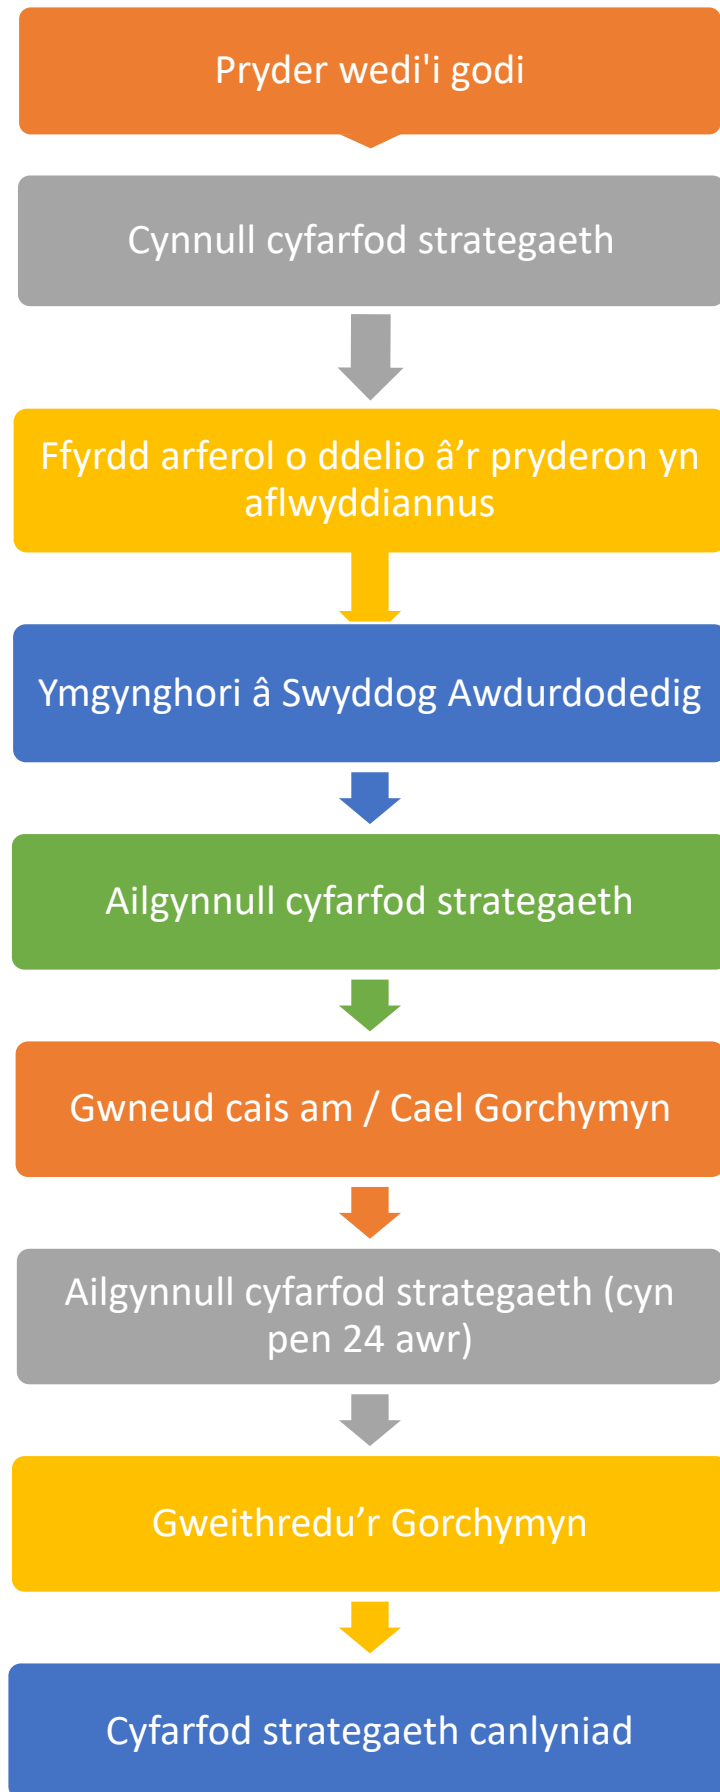 Pryder wedi'i godi
Cynnull cyfarfod strategaeth
Ffyrdd arferol o ddelio â’r pryderon yn
aflwyddiannus
Ymgynghori â Swyddog Awdurdodedig
Ailgynnull cyfarfod strategaeth
Gwneud cais am / Cael Gorchymyn
Ailgynnull cyfarfod strategaeth (cyn
pen 24 awr)
Gweithredu’r Gorchymyn
Cyfarfod strategaeth canlyniad